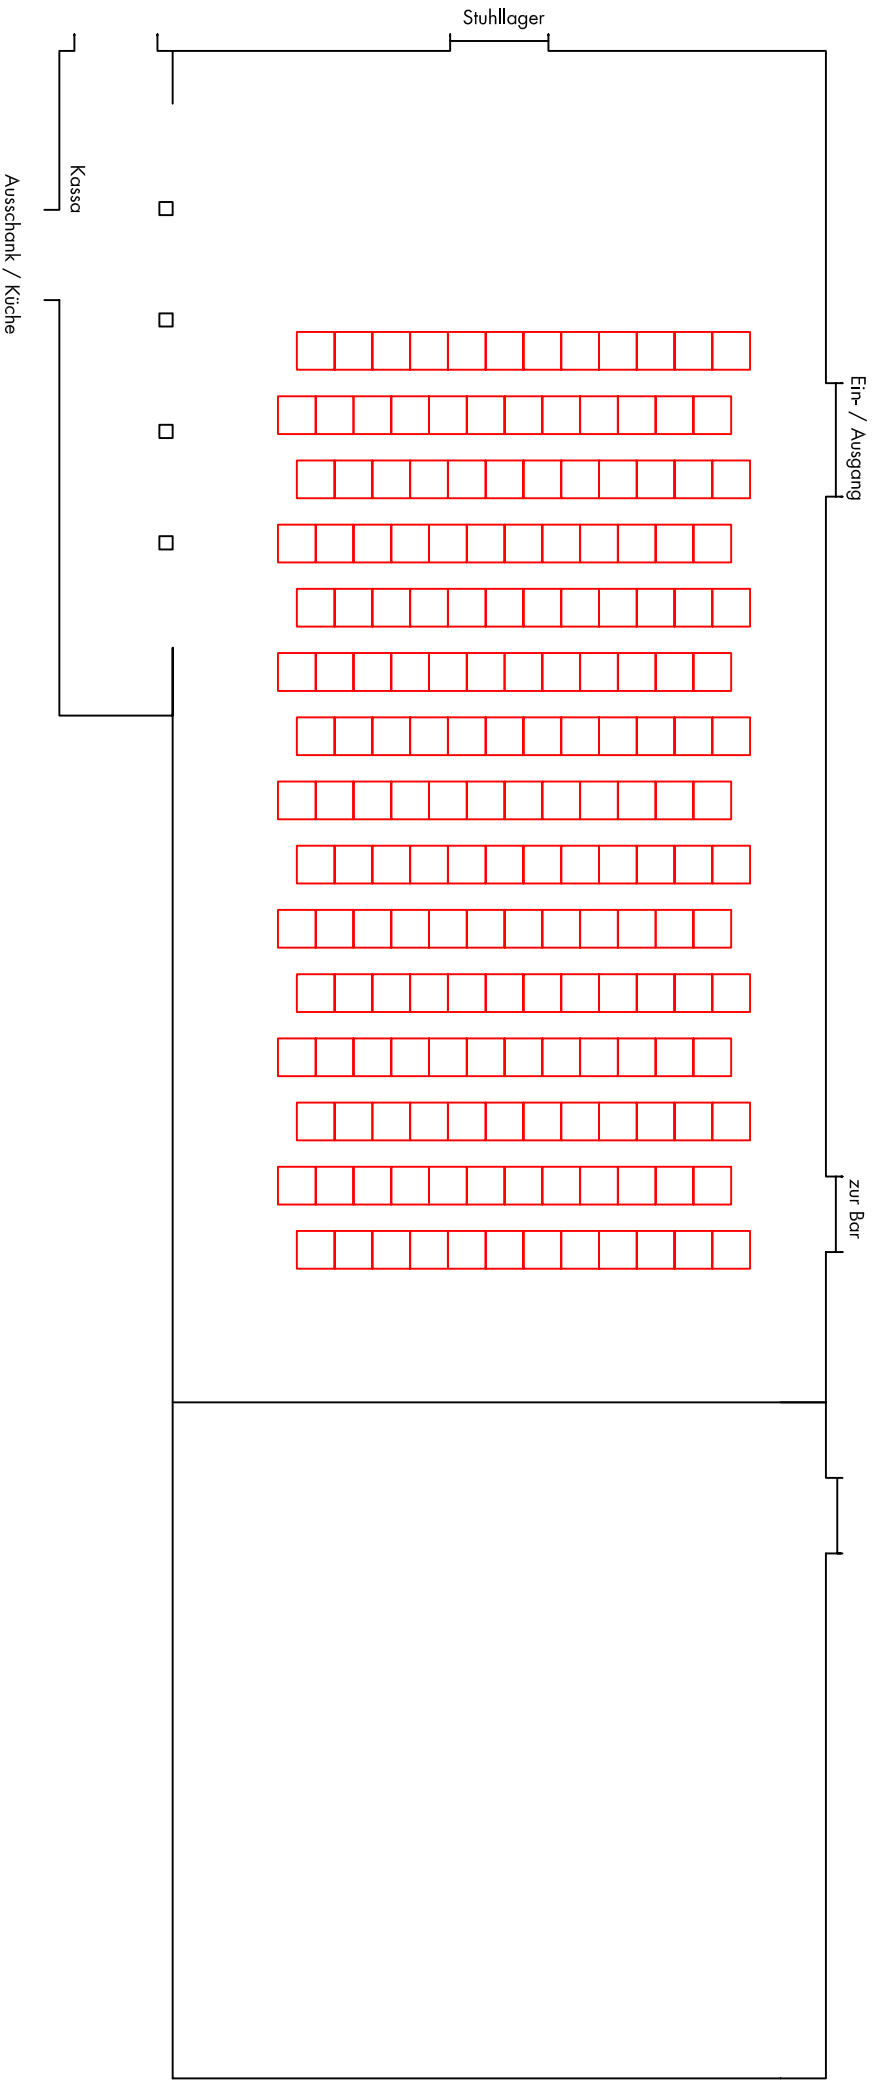 Stuhllager
Kassa
Ausschank / Küche
Ein- / Ausgang
zur Bar